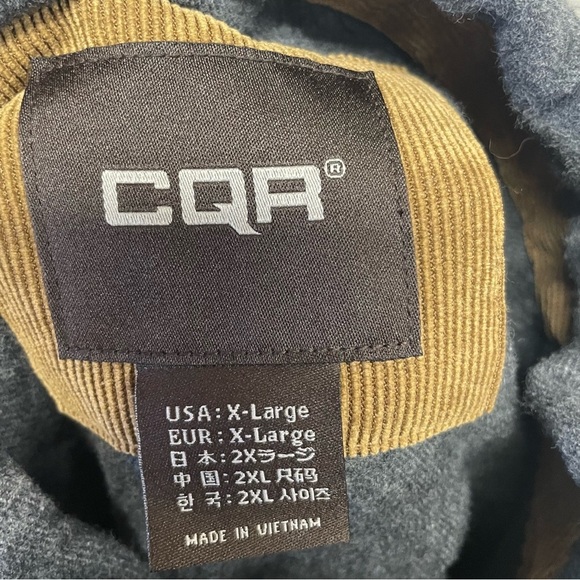 CQR®
USA: X-Large
EUR: X-Large
日 本: 2Xラージ
中 国: 2XL 尺码
한 국: 2XL 사이즈
MADE IN VIETNAM